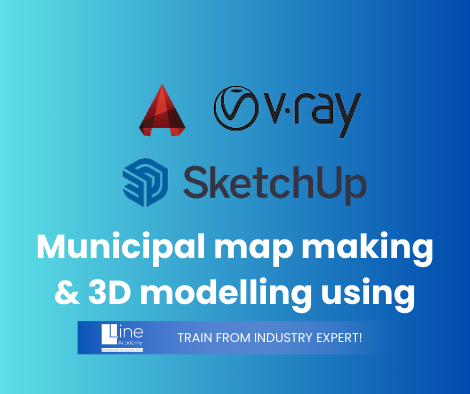 v·ray
SketchUp
Municipal map making
& 3D modelling using
Line
Academy
TRAIN FROM INDUSTRY EXPERT!